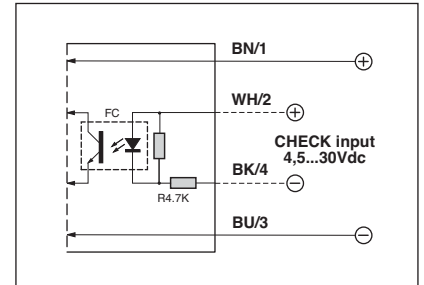 BN/1
WH/2
FC
CHECK input
4,5...30Vdc
BK/4
R4.7K
BU/3